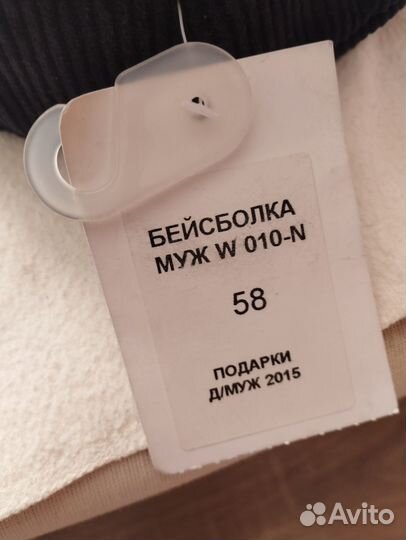 БЕЙСБОЛКА
МУЖ W 010-N
58
ПОДАРКИ
Д/МУЖ 2015
Avito